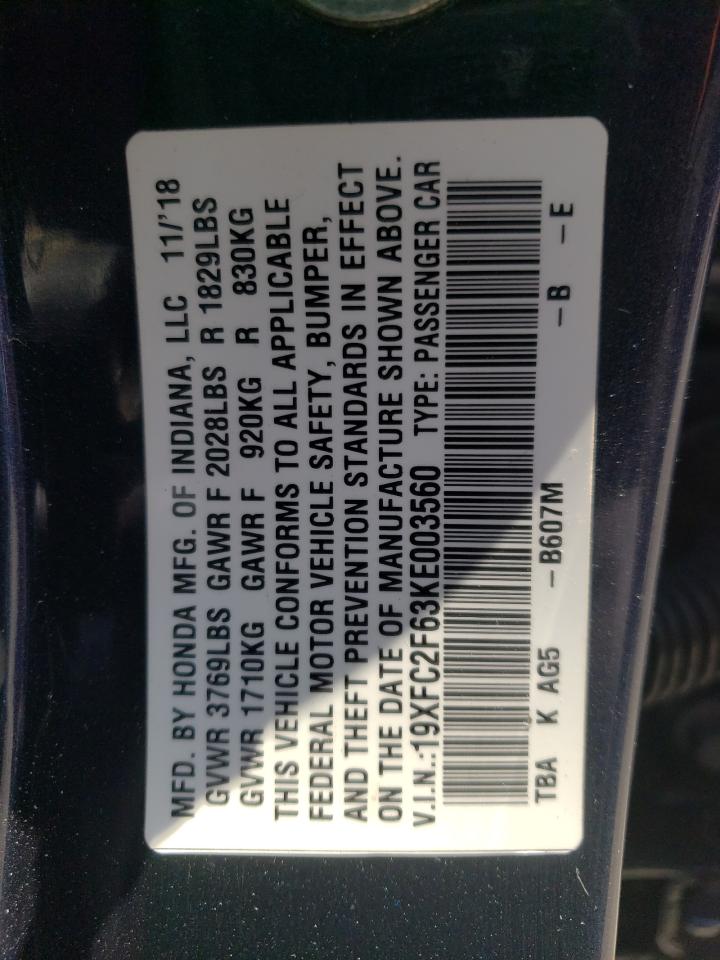 MFD. BY HONDA MFG. OF INDIANA, LLC 11/'18
GVWR 3769LBS GAWR F 2028LBS R 1829LBS
GVWR 1710KG GAWR F 920KG R 830KG
THIS VEHICLE CONFORMS TO ALL APPLICABLE
FEDERAL MOTOR VEHICLE SAFETY, BUMPER,
AND THEFT PREVENTION STANDARDS IN EFFECT
ON THE DATE OF MANUFACTURE SHOWN ABOVE.
V.I.N.:19XFC2F63KE003560 TYPE: PASSENGER CAR
TBA K AG5 – B607M – B – E